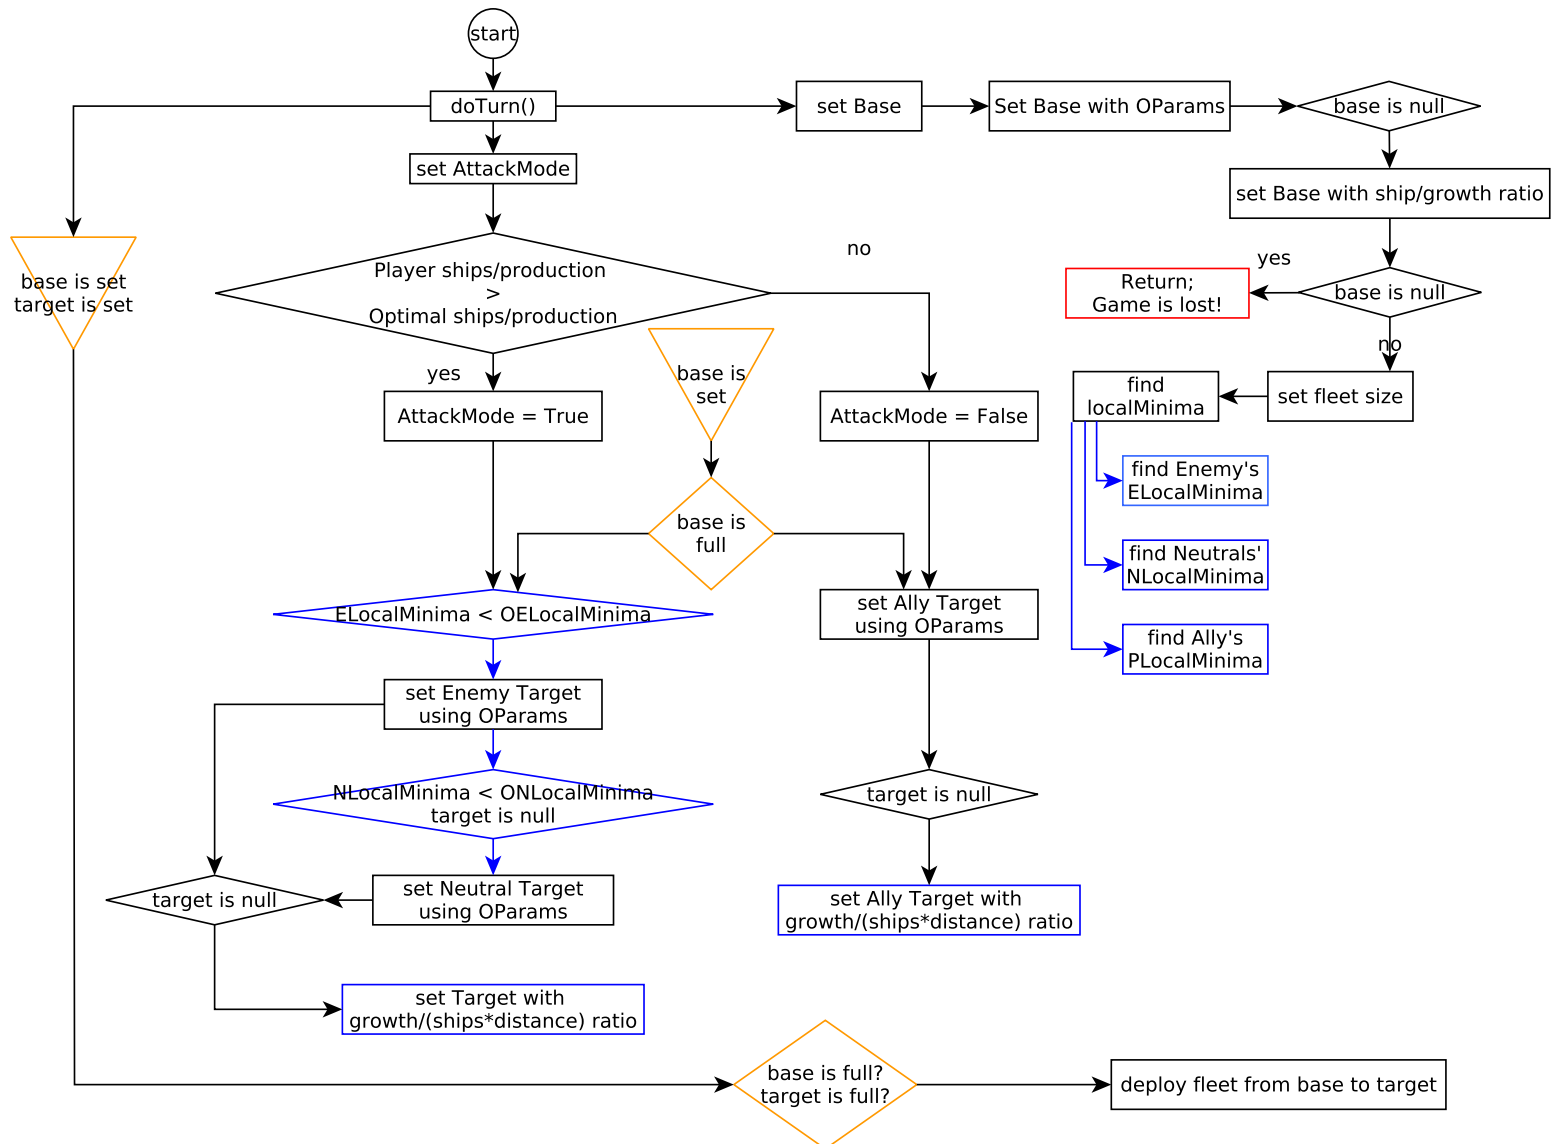 start
doTurn()
set Base
Set Base with OParams
base is null
set AttackMode
set Base with ship/growth ratio
no
yes
base is set
target is set
Player ships/production
>
Optimal ships/production
Return;
Game is lost!
base is null
no
yes
base is
set
AttackMode = True
AttackMode = False
find
localMinima
set fleet size
find Enemy's
ELocalMinima
base is
full
find Neutrals'
NLocalMinima
ELocalMinima < OELocalMinima
set Ally Target
using OParams
find Ally's
PLocalMinima
set Enemy Target
using OParams
NLocalMinima < ONLocalMinima
target is null
target is null
target is null
set Neutral Target
using OParams
set Ally Target with
growth/(ships*distance) ratio
set Target with
growth/(ships*distance) ratio
base is full?
target is full?
deploy fleet from base to target